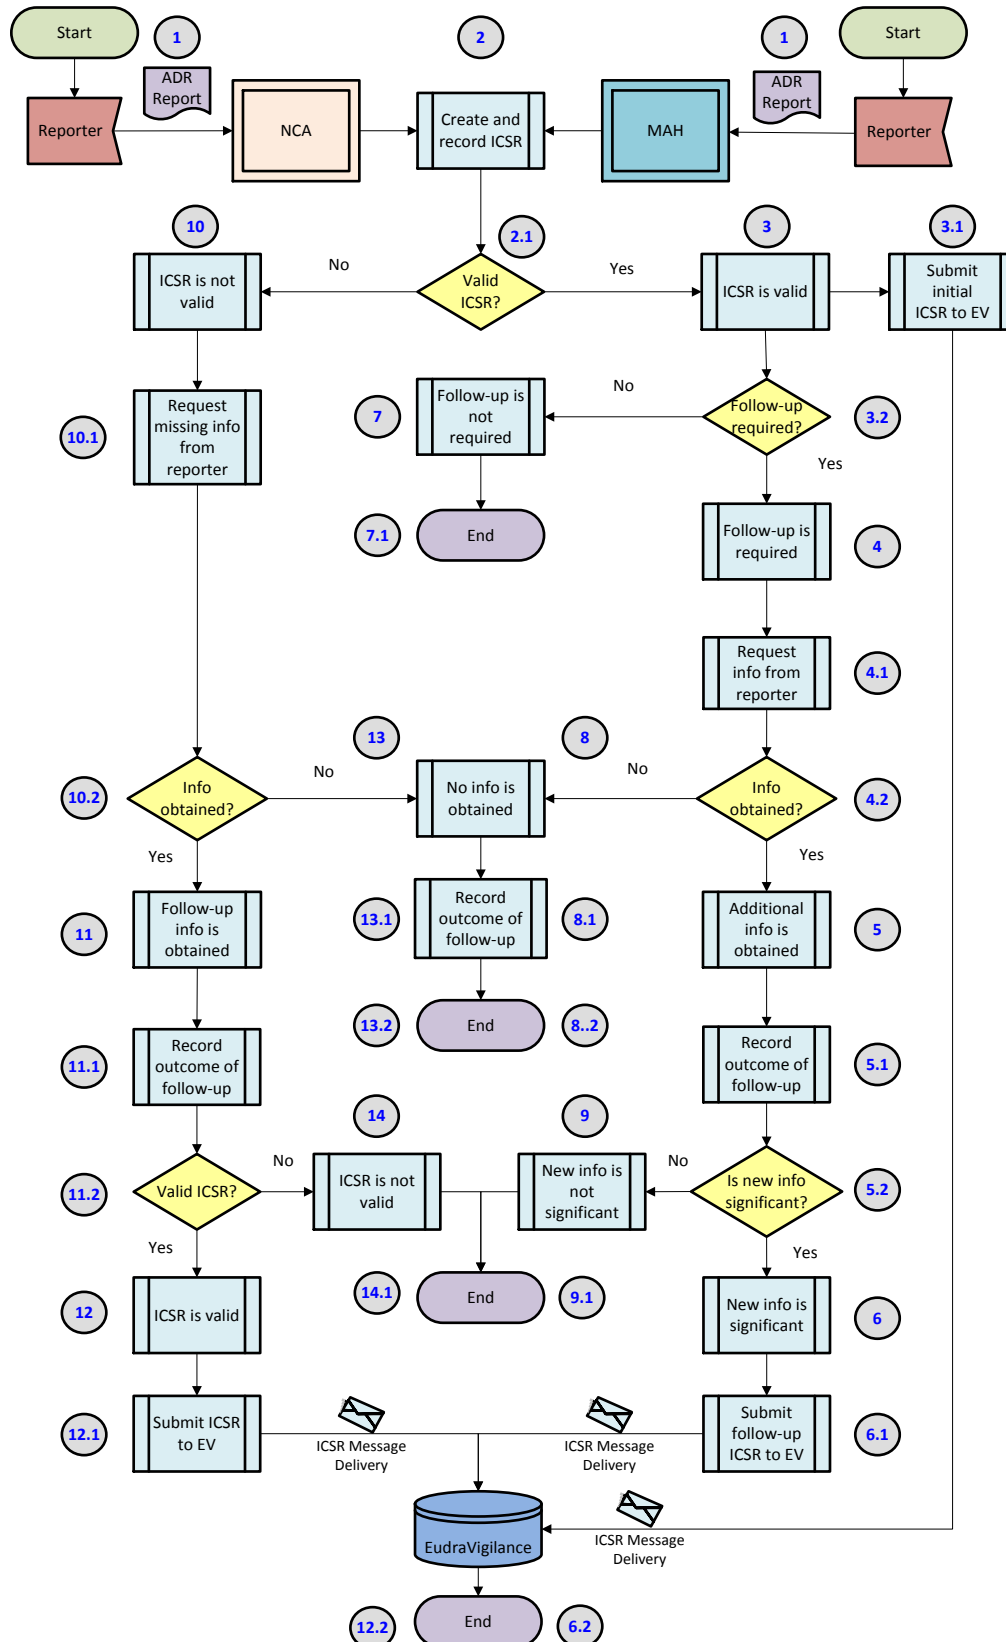 Start
1
2
1
Start
ADR
Report
ADR
Report
Reporter
NCA
Create and
record ICSR
MAH
Reporter
10
2.1
3
3.1
No
Yes
ICSR is not
valid
Valid
ICSR?
ICSR is valid
Submit
initial
ICSR to EV
10.1
Request
missing info
from
reporter
7
Follow-up is
not
required
No
Follow-up
required?
3.2
Yes
7.1
End
Follow-up is
required
4
Request
info from
reporter
4.1
13
8
No
No
10.2
Info
obtained?
No info is
obtained
Info
obtained?
4.2
Yes
Yes
11
Follow-up
info is
obtained
13.1
Record
outcome of
follow-up
8.1
Additional
info is
obtained
5
13.2
End
8..2
11.1
Record
outcome of
follow-up
Record
outcome of
follow-up
5.1
14
9
No
No
11.2
Valid ICSR?
ICSR is not
valid
New info is
not
significant
Is new info
significant?
5.2
Yes
Yes
14.1
End
9.1
12
ICSR is valid
New info is
significant
6
12.1
Submit ICSR
to EV
ICSR Message
Delivery
ICSR Message
Delivery
Submit
follow-up
ICSR to EV
6.1
EudraVigilance
ICSR Message
Delivery
12.2
End
6.2